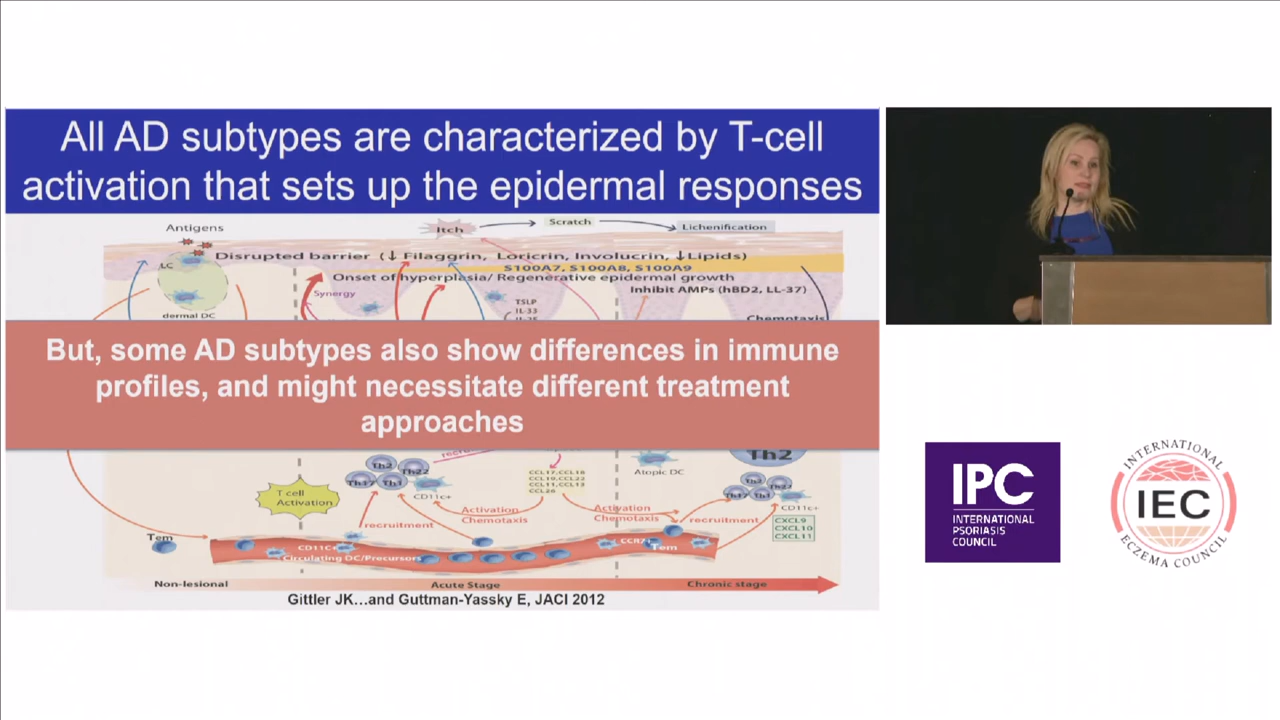 All AD subtypes are characterized by T-cell
activation that sets up the epidermal responses
Antigens
Itch
Scratch
Lichenification
LC
Disrupted barrier (↓ Filaggrin, Loricrin, Involucrin, ↓Lipids)
S100A7, S100A8, S100A9
Onset of hyperplasia/ Regenerative epidermal growth
Synergy
Inhibit AMPs (hBD2, LL-37)
TSLP
IL-33
dermal DC
Chemotaxis
But, some AD subtypes also show differences in immune
profiles, and might necessitate different treatment
approaches
Th2
Th2
Th22
Th17
Th1
CD11c+
CCL17,CCL18
CCL19,CCL22
CCL11,CCL13
CCL26
Atopic DC
Th2
Th22
Th17
Th1
CD11c+
T cell
Activation
Activation
Chemotaxis
Activation
Chemotaxis
recruitment
recruitment
CXCL9
CXCL10
CXCL11
Tem
CD11C+
Circulating DC/Precursors
Tem
Non-lesional
Acute Stage
Chronic stage
Gittler JK...and Guttman-Yassky E, JACI 2012
IPC
INTERNATIONAL
PSORIASIS
COUNCIL
INTERNATIONAL
IEC
ECZEMA COUNCIL